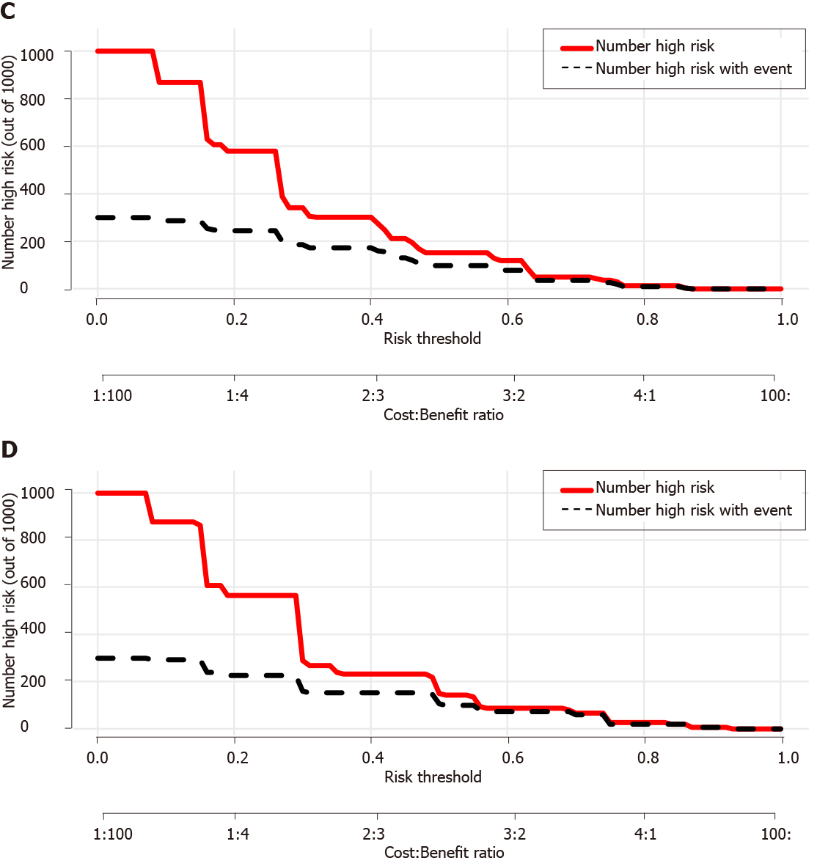 C
Number high risk (out of 1000)
1000
800
600
400
200
0
Number high risk
Number high risk with event
0.0 0.2 0.4 0.6 0.8 1.0
Risk threshold
1:100 1:4 2:3 3:2 4:1 100:
Cost:Benefit ratio
D
Number high risk (out of 1000)
1000
800
600
400
200
0
Number high risk
Number high risk with event
0.0 0.2 0.4 0.6 0.8 1.0
Risk threshold
1:100 1:4 2:3 3:2 4:1 100:
Cost:Benefit ratio